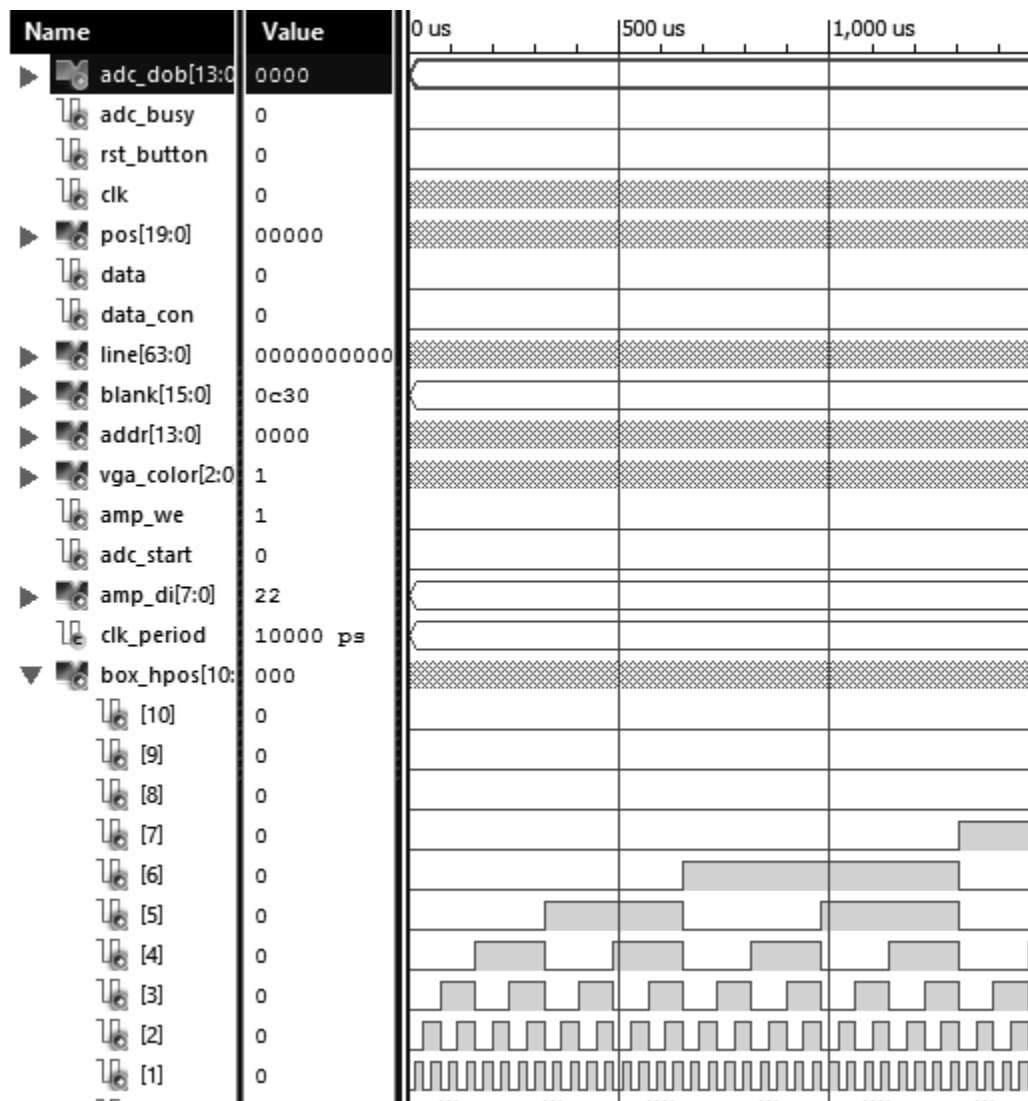 Name Value 0 us 500 us 1,000 us
adc_dob[13:0 0000
adc_busy 0
rst_button 0
clk 0
pos[19:0] 00000
data 0
data_con 0
line[63:0] 0000000000
blank[15:0] 0c30
addr[13:0] 0000
vga_color[2:0 1
amp_we 1
adc_start 0
amp_di[7:0] 22
clk_period 10000 ps
box_hpos[10: 000
[10] 0
[9] 0
[8] 0
[7] 0
[6] 0
[5] 0
[4] 0
[3] 0
[2] 0
[1] 0